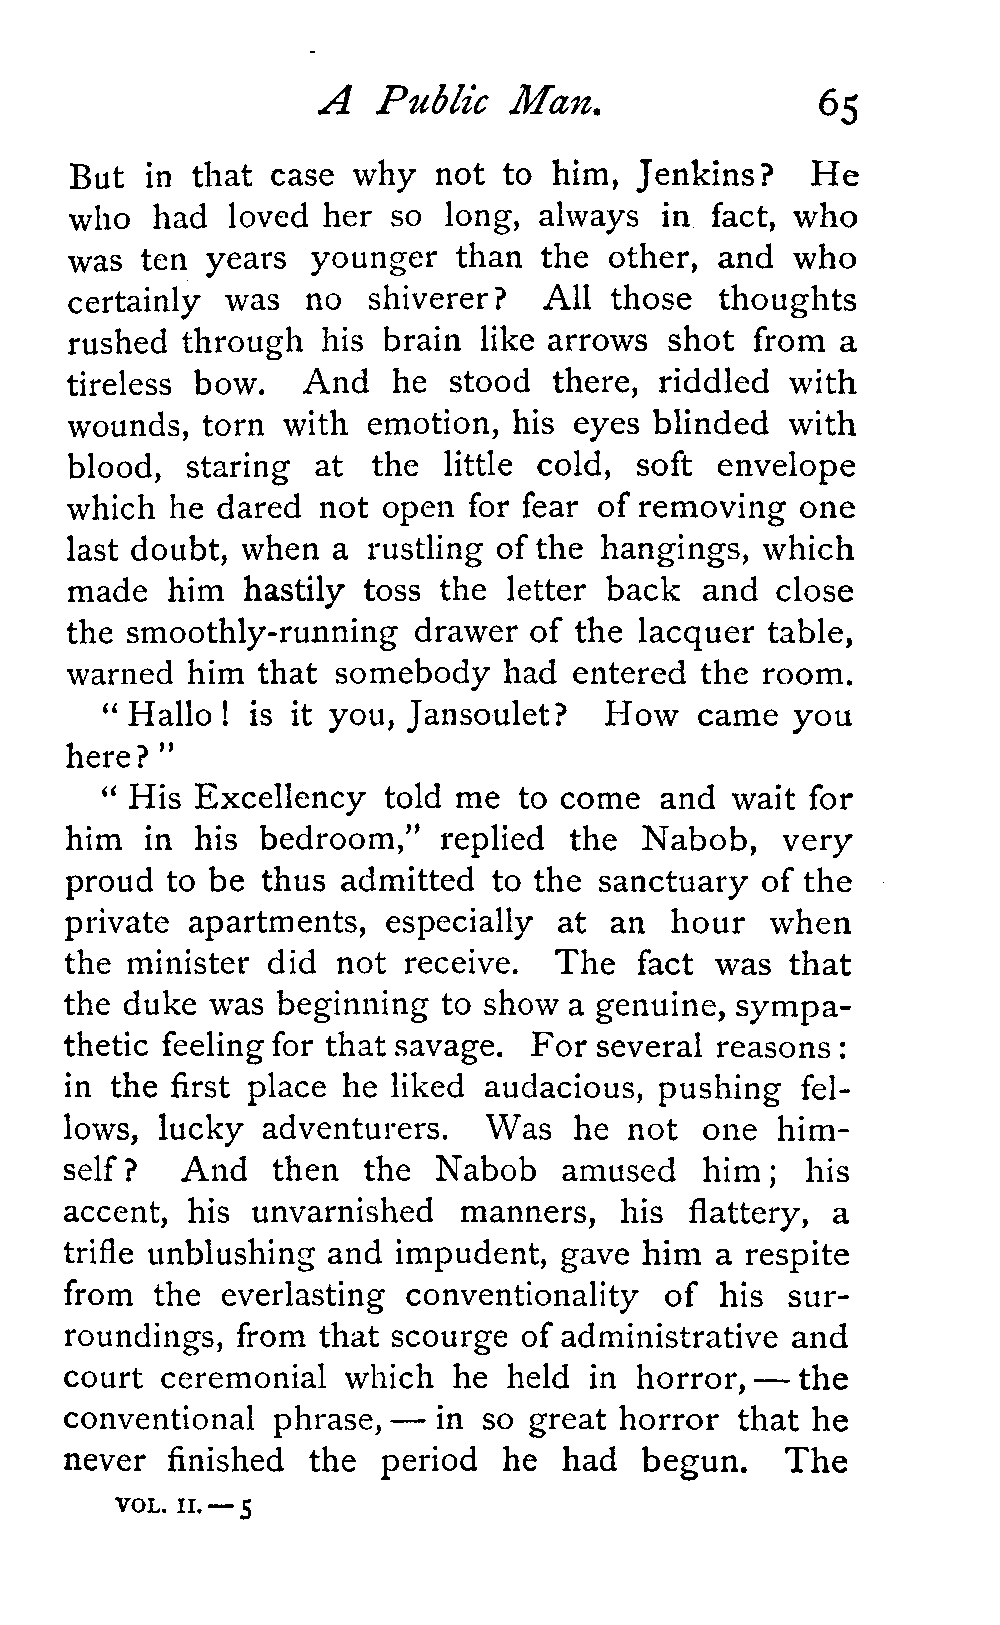 A Public Man. 65
But in that case why not to him, Jenkins? He
who had loved her so long, always in fact, who
was ten years younger than the other, and who
certainly was no shiverer? All those thoughts
rushed through his brain like arrows shot from a
tireless bow. And he stood there, riddled with
wounds, torn with emotion, his eyes blinded with
blood, staring at the little cold, soft envelope
which he dared not open for fear of removing one
last doubt, when a rustling of the hangings, which
made him hastily toss the letter back and close
the smoothly-running drawer of the lacquer table,
warned him that somebody had entered the room.
“ Hallo ! is it you, Jansoulet? How came you
here? ”
“ His Excellency told me to come and wait for
him in his bedroom,” replied the Nabob, very
proud to be thus admitted to the sanctuary of the
private apartments, especially at an hour when
the minister did not receive. The fact was that
the duke was beginning to show a genuine, sympa-
thetic feeling for that savage. For several reasons :
in the first place he liked audacious, pushing fel-
lows, lucky adventurers. Was he not one him-
self? And then the Nabob amused him ; his
accent, his unvarnished manners, his flattery, a
trifle unblushing and impudent, gave him a respite
from the everlasting conventionality of his sur-
roundings, from that scourge of administrative and
court ceremonial which he held in horror, — the
conventional phrase, — in so great horror that he
never finished the period he had begun. The
VOL. II. — 5